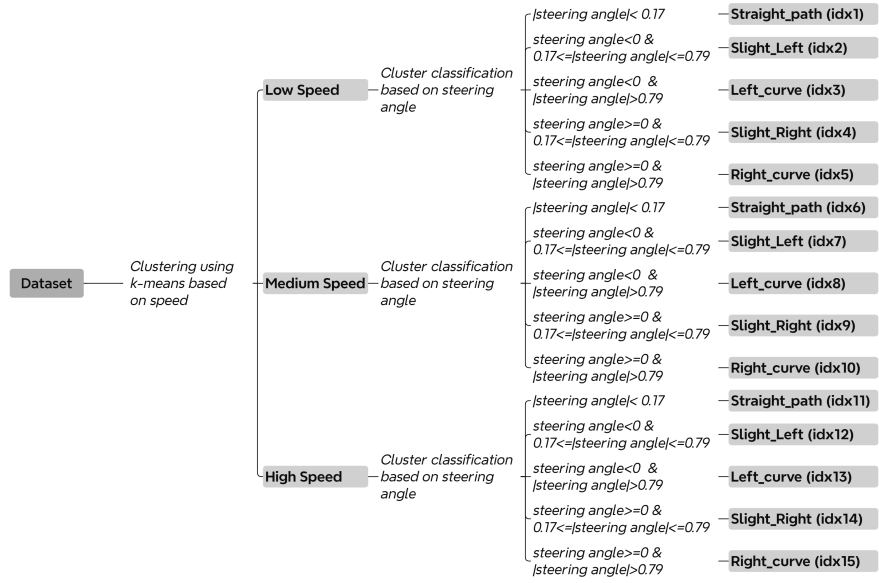 Dataset
Clustering using
k-means based
on speed
Low Speed
Cluster classification
based on steering
angle
|steering angle|< 0.17
Straight_path (idx1)
steering angle<0 &
0.17<=|steering angle|<=0.79
Slight_Left (idx2)
steering angle<0 &
|steering angle|>0.79
Left_curve (idx3)
steering angle>=0 &
0.17<=|steering angle|<=0.79
Slight_Right (idx4)
steering angle>=0 &
|steering angle|>0.79
Right_curve (idx5)
Medium Speed
Cluster classification
based on steering
angle
|steering angle|< 0.17
Straight_path (idx6)
steering angle<0 &
0.17<=|steering angle|<=0.79
Slight_Left (idx7)
steering angle<0 &
|steering angle|>0.79
Left_curve (idx8)
steering angle>=0 &
0.17<=|steering angle|<=0.79
Slight_Right (idx9)
steering angle>=0 &
|steering angle|>0.79
Right_curve (idx10)
High Speed
Cluster classification
based on steering
angle
|steering angle|< 0.17
Straight_path (idx11)
steering angle<0 &
0.17<=|steering angle|<=0.79
Slight_Left (idx12)
steering angle<0 &
|steering angle|>0.79
Left_curve (idx13)
steering angle>=0 &
0.17<=|steering angle|<=0.79
Slight_Right (idx14)
steering angle>=0 &
|steering angle|>0.79
Right_curve (idx15)